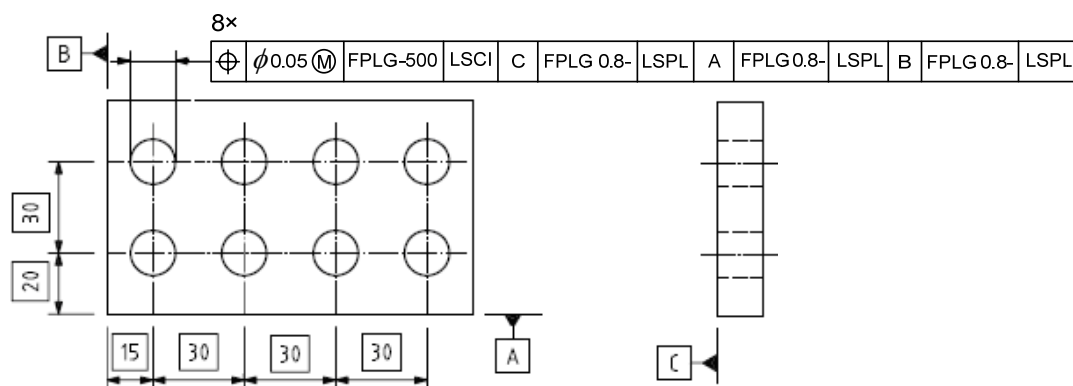 8×
B
⌖ ϕ0.05 Ⓜ FPLG-500 LSCI C FPLG 0.8- LSPL A FPLG 0.8- LSPL B FPLG 0.8- LSPL
30
20
15 30 30 30
A
C